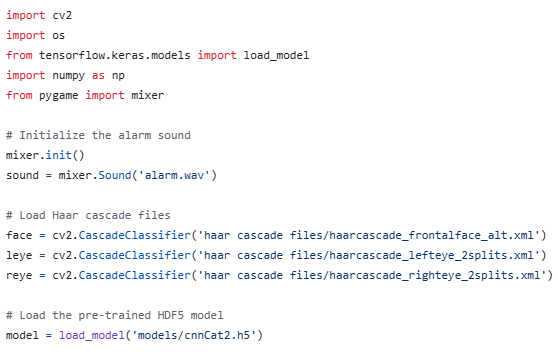 import cv2
import os
from tensorflow.keras.models import load_model
import numpy as np
from pygame import mixer
# Initialize the alarm sound
mixer.init()
sound = mixer.Sound('alarm.wav')
# Load Haar cascade files
face = cv2.CascadeClassifier('haar cascade files/haarcascade_frontalface_alt.xml')
leye = cv2.CascadeClassifier('haar cascade files/haarcascade_lefteye_2splits.xml')
reye = cv2.CascadeClassifier('haar cascade files/haarcascade_righteye_2splits.xml')
# Load the pre-trained HDF5 model
model = load_model('models/cnnCat2.h5')